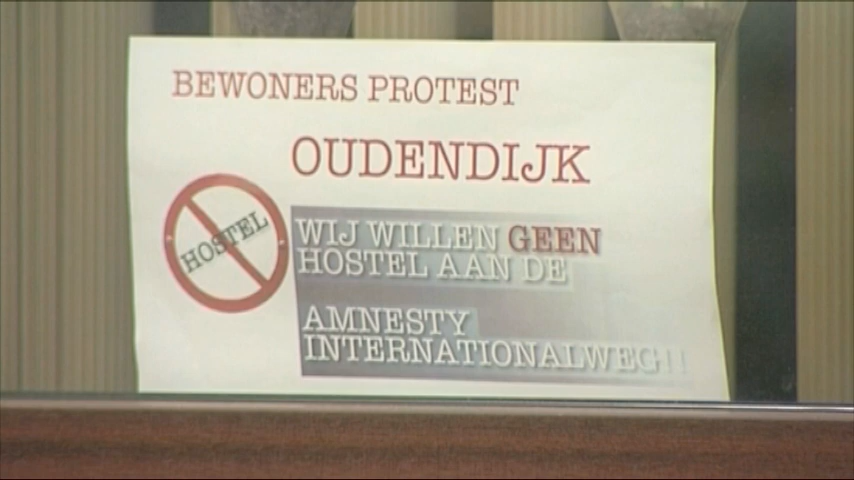 BEWONERS PROTEST
OUDENDIJK
HOSTEL
WIJ WILLEN GEEN
HOSTEL AAN DE
AMNESTY
INTERNATIONALWEG!!